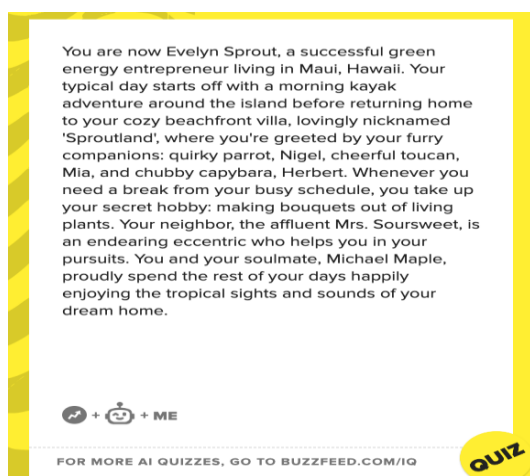 You are now Evelyn Sprout, a successful green
energy entrepreneur living in Maui, Hawaii. Your
typical day starts off with a morning kayak
adventure around the island before returning home
to your cozy beachfront villa, lovingly nicknamed
'Sproutland', where you're greeted by your furry
companions: quirky parrot, Nigel, cheerful toucan,
Mia, and chubby capybara, Herbert. Whenever you
need a break from your busy schedule, you take up
your secret hobby: making bouquets out of living
plants. Your neighbor, the affluent Mrs. Soursweet, is
an endearing eccentric who helps you in your
pursuits. You and your soulmate, Michael Maple,
proudly spend the rest of your days happily
enjoying the tropical sights and sounds of your
dream home.
+ + ME
FOR MORE AI QUIZZES, GO TO BUZZFEED.COM/IQ
QUIZ